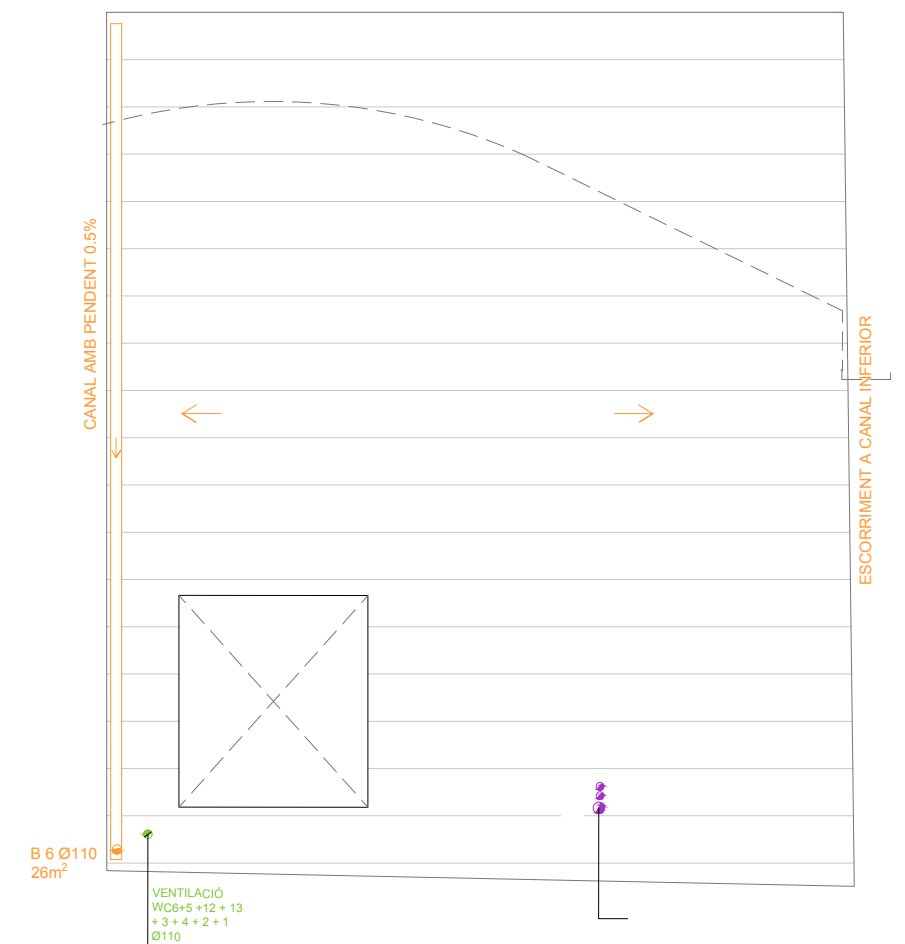 CANAL AMB PENDENT 0.5%
ESCORRIMENT A CANAL INFERIOR
B 6 Ø110
26m²
VENTILACIÓ
WC6+5 +12 + 13
+ 3 + 4 + 2 + 1
Ø110